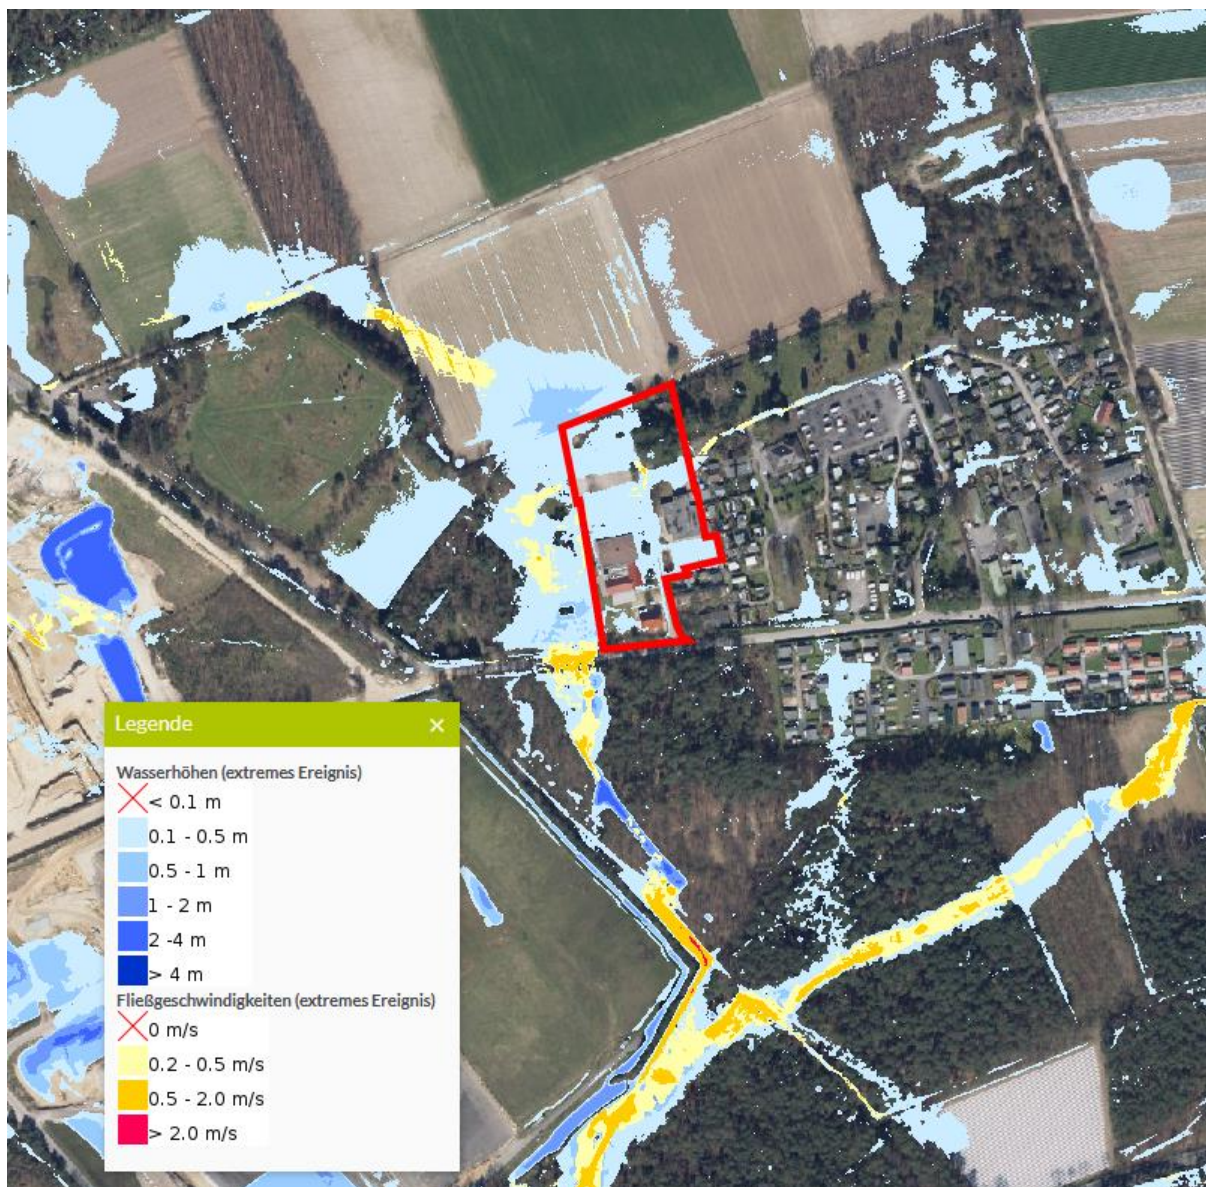 Legende ×
Wasserhöhen (extremes Ereignis)
< 0.1 m
0.1 - 0.5 m
0.5 - 1 m
1 - 2 m
2 -4 m
> 4 m
Fließgeschwindigkeiten (extremes Ereignis)
0 m/s
0.2 - 0.5 m/s
0.5 - 2.0 m/s
> 2.0 m/s